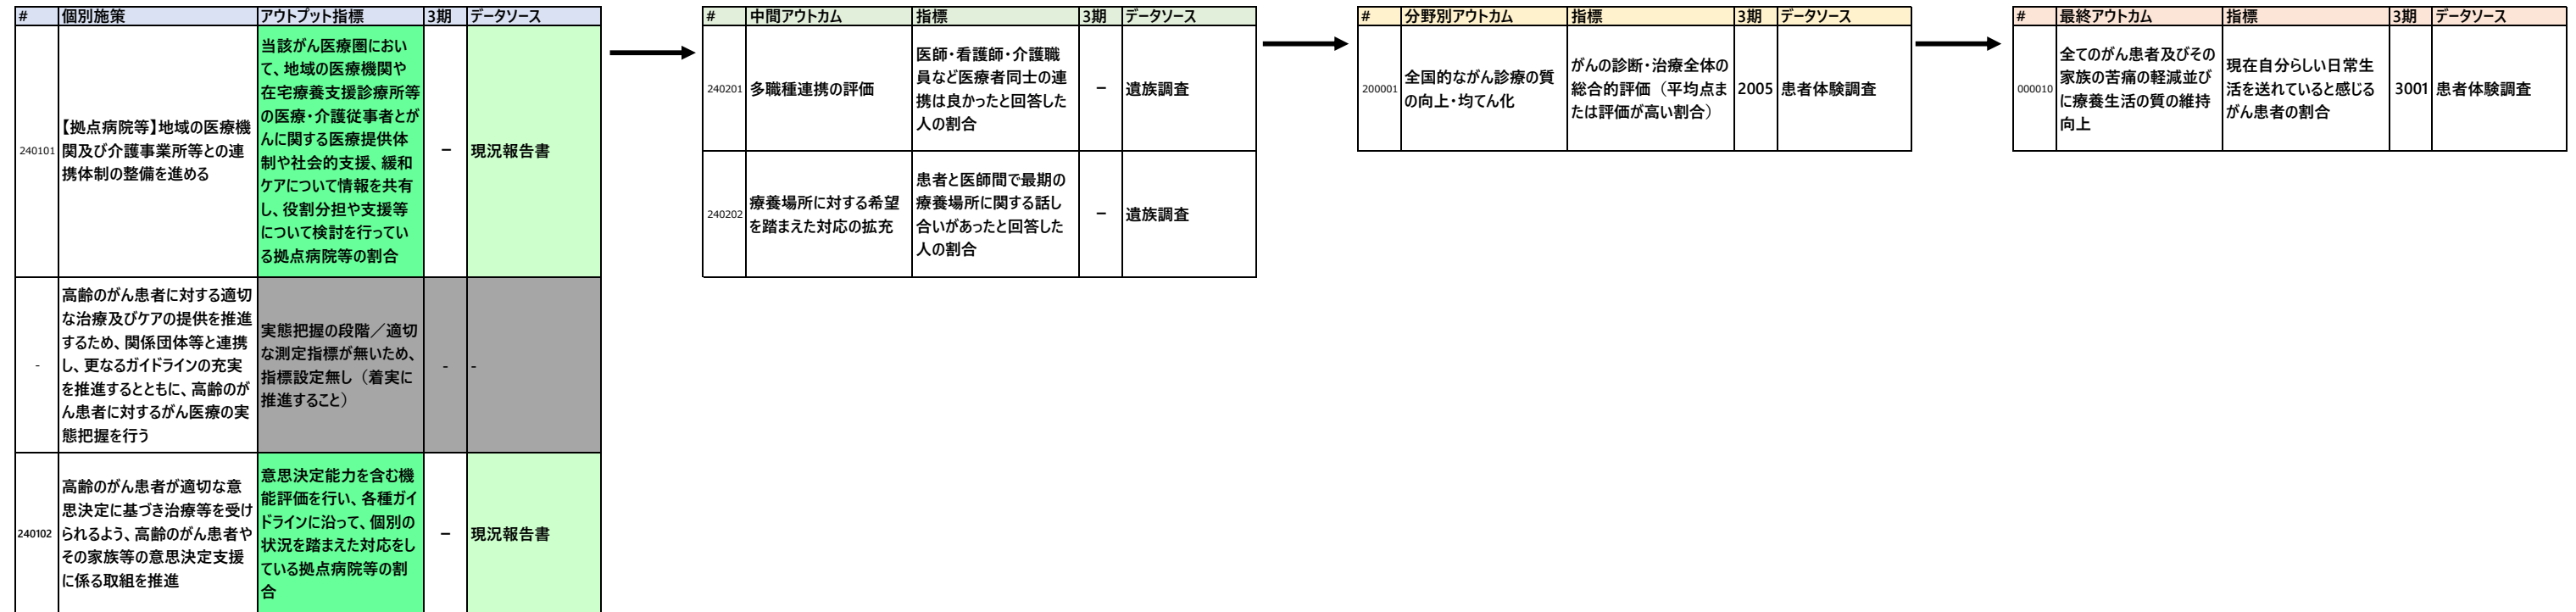 # 個別施策 アウトプット指標 3期 データソース
240101
【拠点病院等】地域の医療機
関及び介護事業所等との連
携体制の整備を進める
当該がん医療圏におい
て、地域の医療機関や
在宅療養支援診療所等
の医療・介護従事者とが
んに関する医療提供体
制や社会的支援、緩和
ケアについて情報を共有
し、役割分担や支援等
について検討を行ってい
る拠点病院等の割合
－
現況報告書
-
高齢のがん患者に対する適切
な治療及びケアの提供を推進
するため、関係団体等と連携
し、更なるガイドラインの充実
を推進するとともに、高齢のが
ん患者に対するがん医療の実
態把握を行う
実態把握の段階／適切
な測定指標が無いため、
指標設定無し（着実に
推進すること）
-
-
240102
高齢のがん患者が適切な意
思決定に基づき治療等を受け
られるよう、高齢のがん患者や
その家族等の意思決定支援
に係る取組を推進
意思決定能力を含む機
能評価を行い、各種ガイ
ドラインに沿って、個別の
状況を踏まえた対応をし
ている拠点病院等の割
合
－
現況報告書
# 中間アウトカム 指標 3期 データソース
240201
多職種連携の評価
医師・看護師・介護職
員など医療者同士の連
携は良かったと回答した
人の割合
－
遺族調査
240202
療養場所に対する希望
を踏まえた対応の拡充
患者と医師間で最期の
療養場所に関する話し
合いがあったと回答した
人の割合
－
遺族調査
# 分野別アウトカム 指標 3期 データソース
200001
全国的ながん診療の質
の向上・均てん化
がんの診断・治療全体の
総合的評価（平均点ま
たは評価が高い割合）
2005
患者体験調査
# 最終アウトカム 指標 3期 データソース
000010
全てのがん患者及びその
家族の苦痛の軽減並び
に療養生活の質の維持
向上
現在自分らしい日常生
活を送れていると感じる
がん患者の割合
3001
患者体験調査